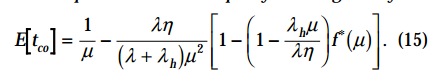 E[t_co] = 1/μ − λη/((λ + λ_h)μ²) [1 − (1 − λ_hμ/λη) f*(μ)]. (15)